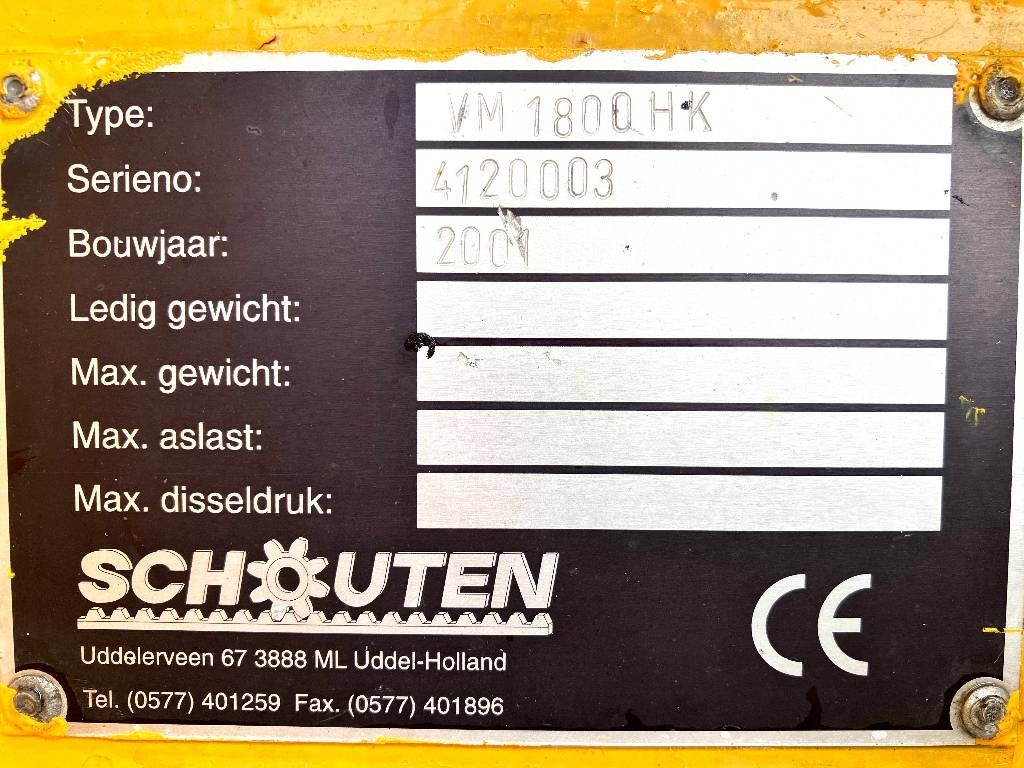 Type: VM 1800 HK
Serieno: 4120003
Bouwjaar: 2001
Ledig gewicht:
Max. gewicht:
Max. aslast:
Max. disseldruk:
SCHOUTEN
CE
Uddelerveen 67 3888 ML Uddel-Holland
Tel. (0577) 401259 Fax. (0577) 401896